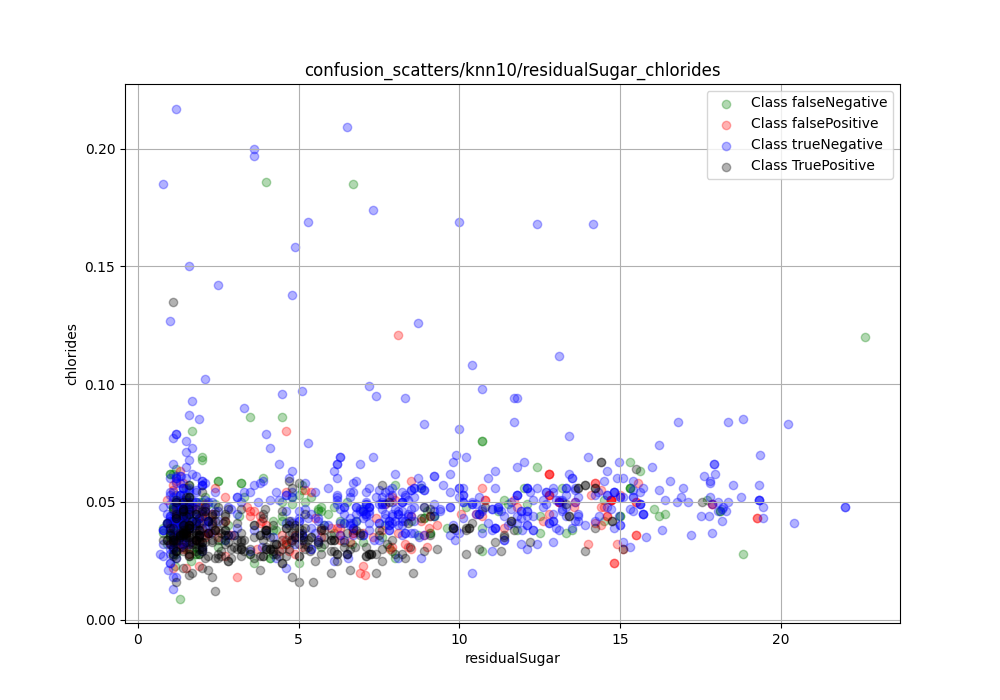 confusion_scatters/knn10/residualSugar_chlorides
Class falseNegative
Class falsePositive
Class trueNegative
Class TruePositive
0.20
0.15
0.10
0.05
0.00
chlorides
0 5 10 15 20
residualSugar